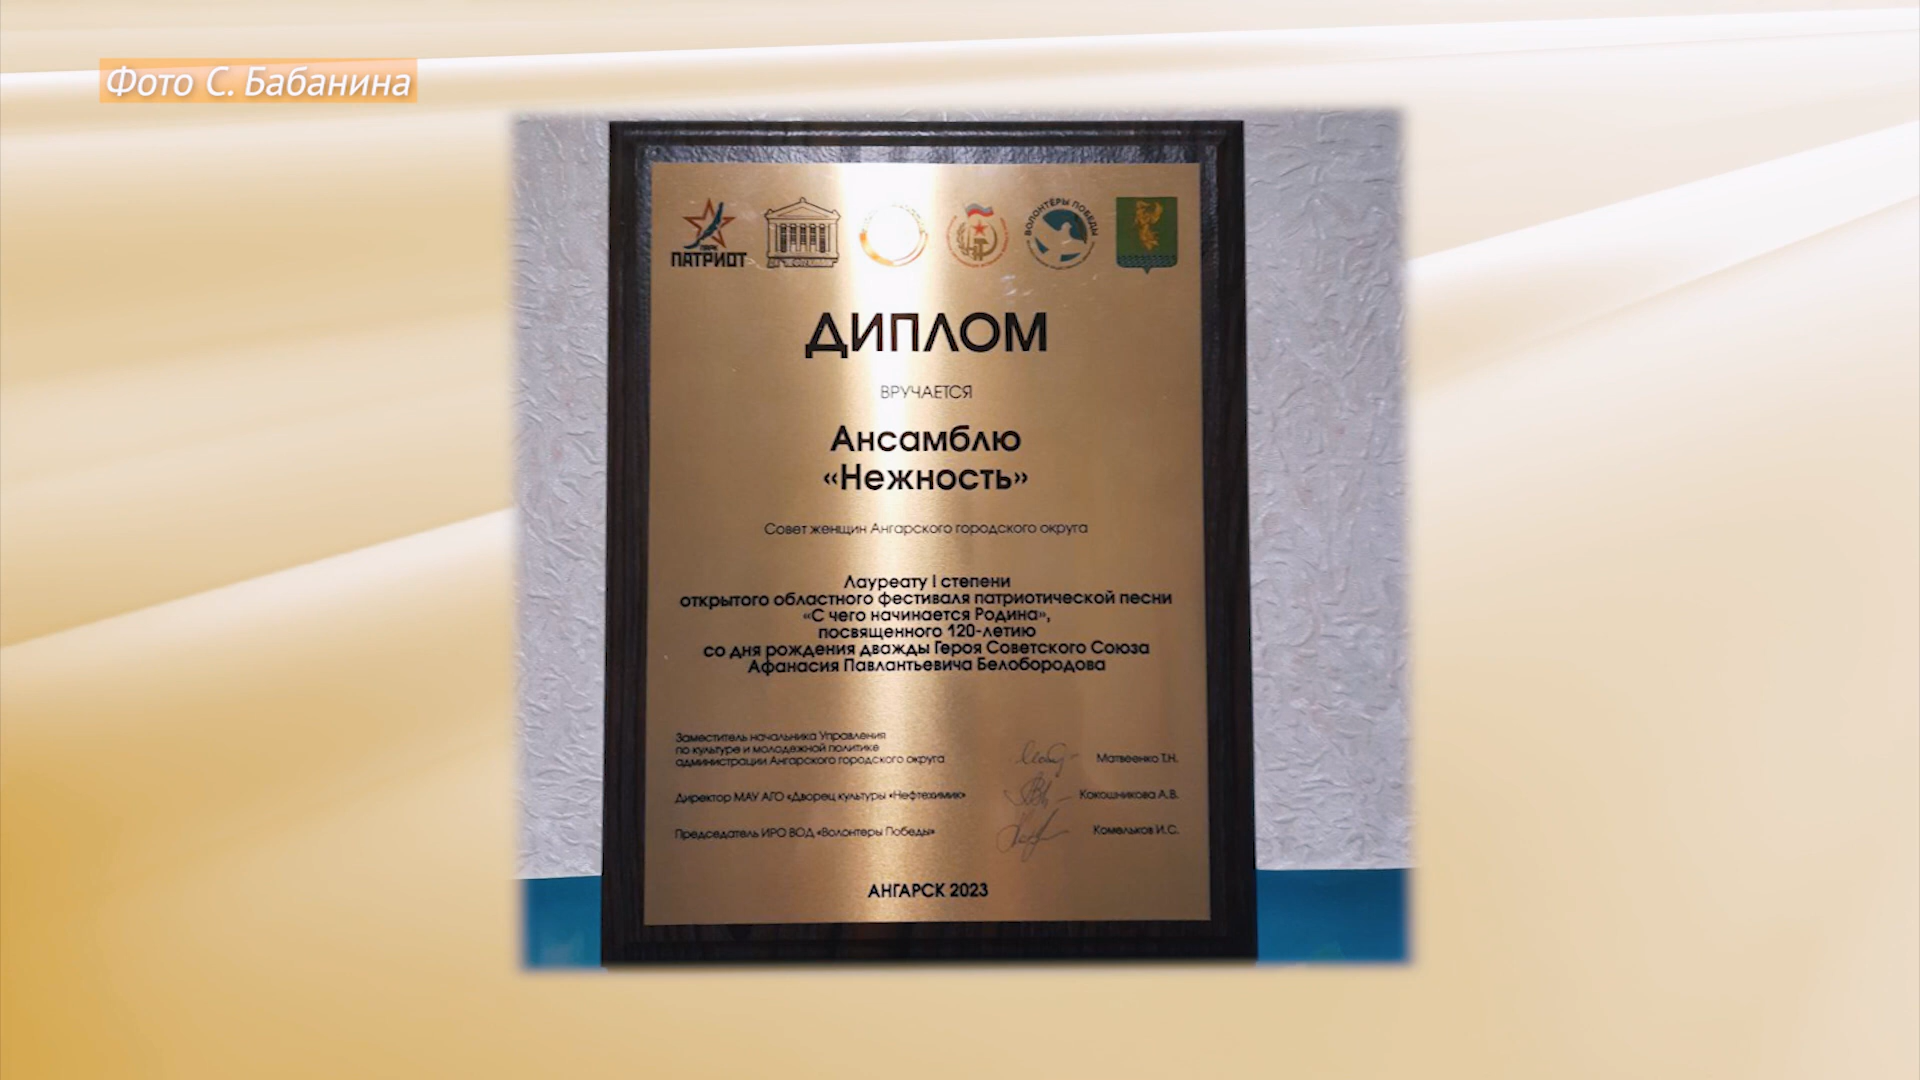 Фото С. Бабанина
ПАРК
ПАТРИОТ
ВОЛОНТЁРЫ ПОБЕДЫ
ДИПЛОМ
ВРУЧАЕТСЯ
Ансамблю
«Нежность»
Совет женщин Ангарского городского округа
Лауреату I степени
открытого областного фестиваля патриотической песни
«С чего начинается Родина»,
посвященного 120-летию
со дня рождения дважды Героя Советского Союза
Афанасия Павлантьевича Белобородова
Заместитель начальника Управления
по культуре и молодежной политике
администрации Ангарского городского округа
Матвеенко Т.Н.
Директор МАУ АГО «Дворец культуры «Нефтехимик»
Кокошникова А.В.
Председатель ИРО ВОД «Волонтеры Победы»
Комельков И.С.
АНГАРСК 2023